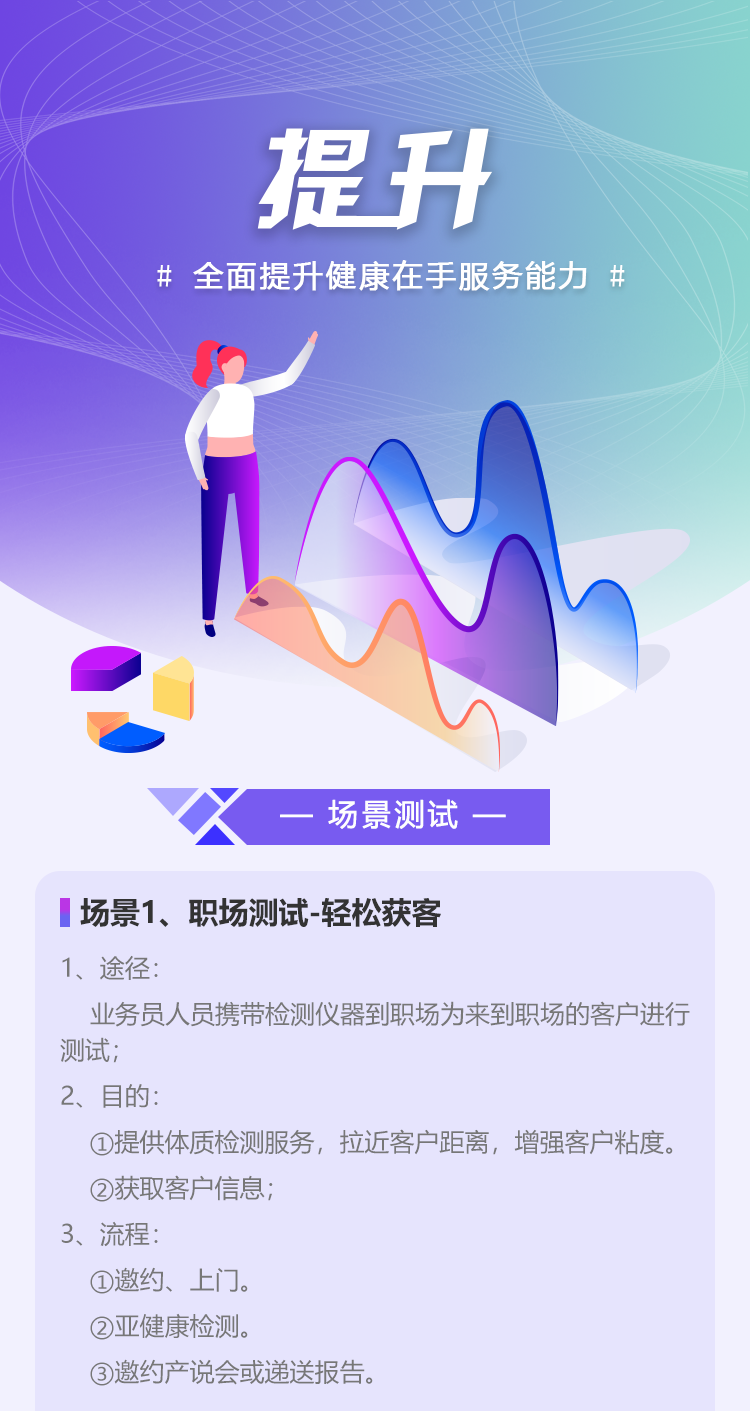 提升
# 全面提升健康在手服务能力 #
— 场景测试 —
场景1、职场测试-轻松获客
1、途径：
业务员人员携带检测仪器到职场为来到职场的客户进行
测试；
2、目的：
①提供体质检测服务，拉近客户距离，增强客户粘度。
②获取客户信息；
3、流程：
①邀约、上门。
②亚健康检测。
③邀约产说会或递送报告。